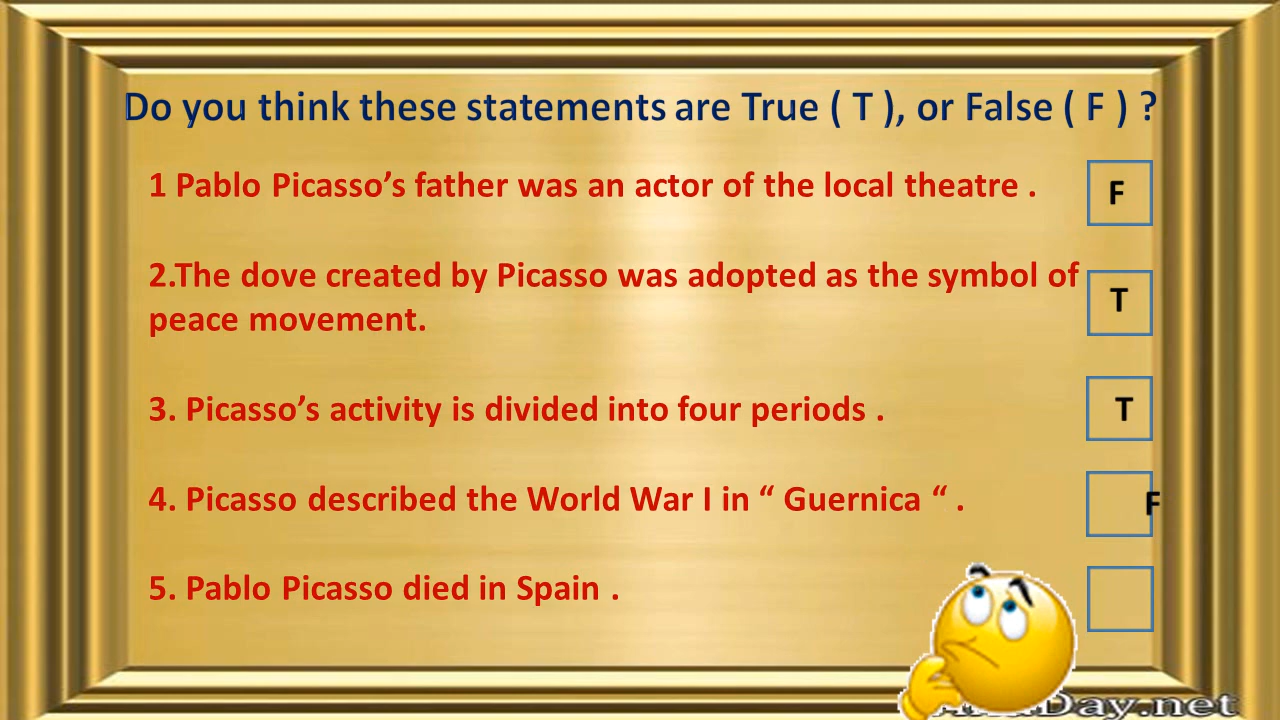 Do you think these statements are True ( T ), or False ( F ) ?
1 Pablo Picasso’s father was an actor of the local theatre .
F
2.The dove created by Picasso was adopted as the symbol of
peace movement.
T
3. Picasso’s activity is divided into four periods .
T
4. Picasso described the World War I in “ Guernica “ .
F
5. Pablo Picasso died in Spain .
Day.net